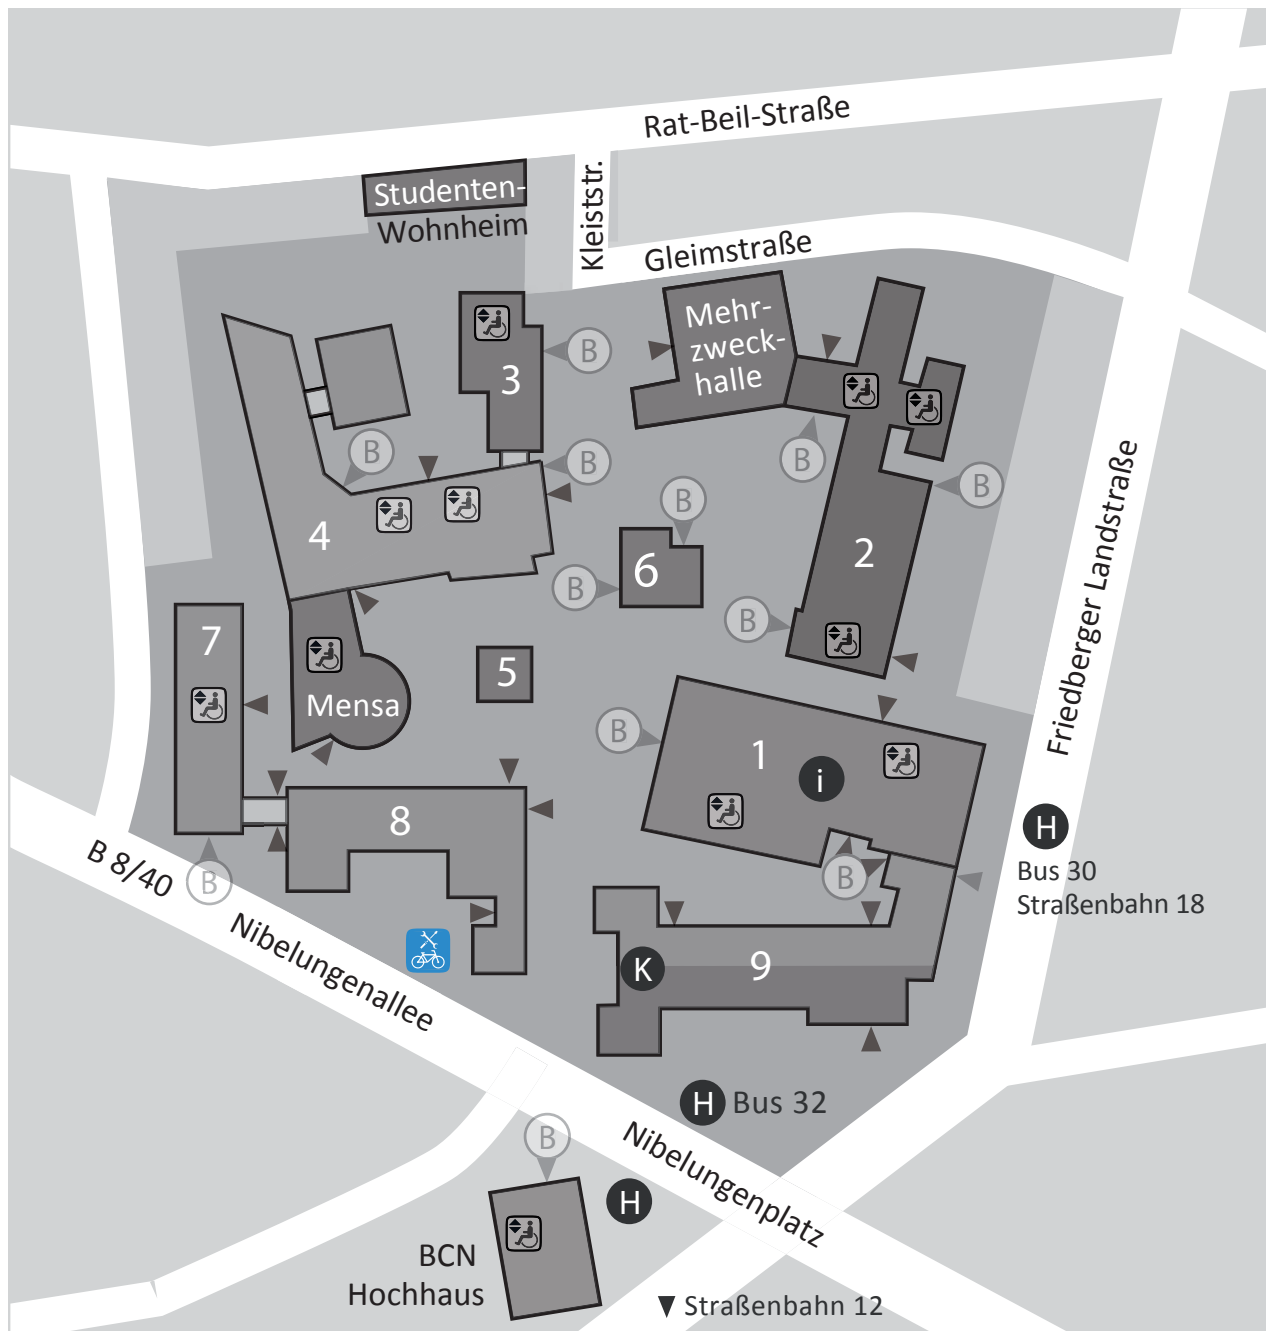 Rat-Beil-Straße
Studenten-
Wohnheim
Kleiststr.
Gleimstraße
Mehr-
zweck-
halle
3
B
B
B
B
B
4
B
2
6
B
B
B
Friedberger Landstraße
7
5
Mensa
B
1
i
8
H
Bus 30
Straßenbahn 18
B 8/40
B
B
Nibelungenallee
K
9
H Bus 32
B
Nibelungenplatz
H
BCN
Hochhaus
Straßenbahn 12